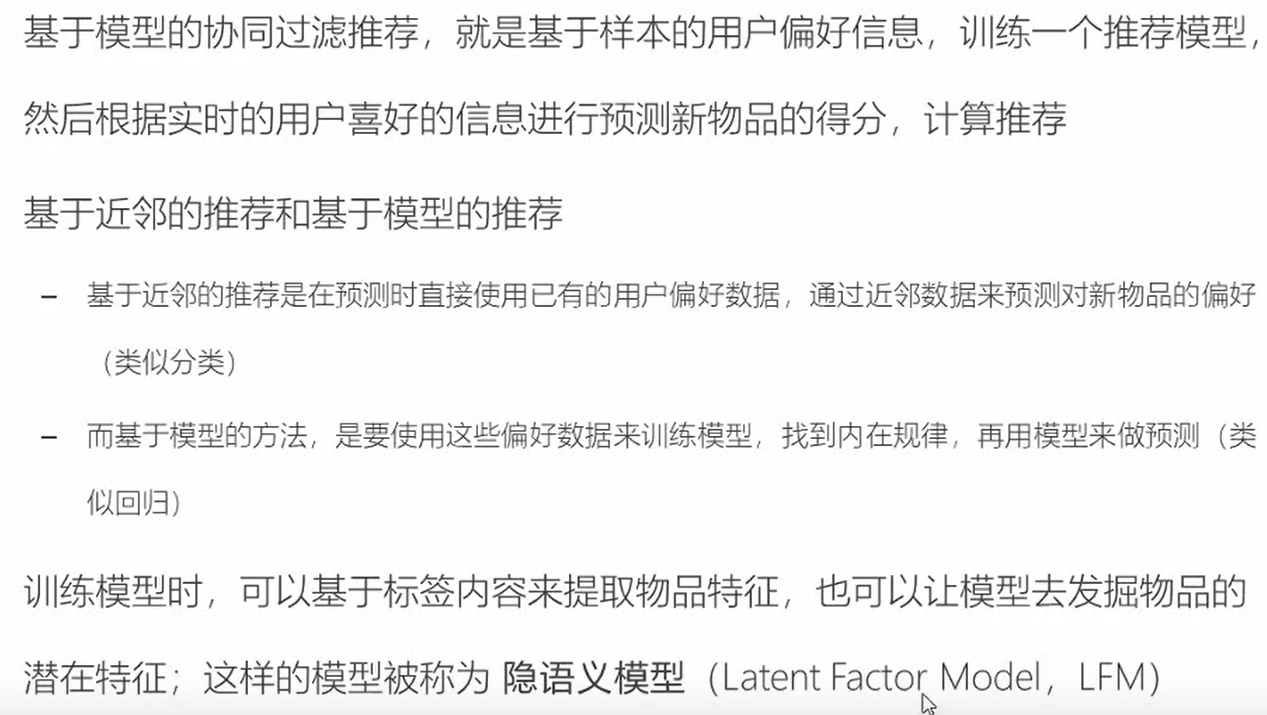 基于模型的协同过滤推荐，就是基于样本的用户偏好信息，训练一个推荐模型，
然后根据实时的用户喜好的信息进行预测新物品的得分，计算推荐
基于近邻的推荐和基于模型的推荐
– 基于近邻的推荐是在预测时直接使用已有的用户偏好数据，通过近邻数据来预测对新物品的偏好
（类似分类）
– 而基于模型的方法，是要使用这些偏好数据来训练模型，找到内在规律，再用模型来做预测（类
似回归）
训练模型时，可以基于标签内容来提取物品特征，也可以让模型去发掘物品的
潜在特征；这样的模型被称为 隐语义模型（Latent Factor Model，LFM）